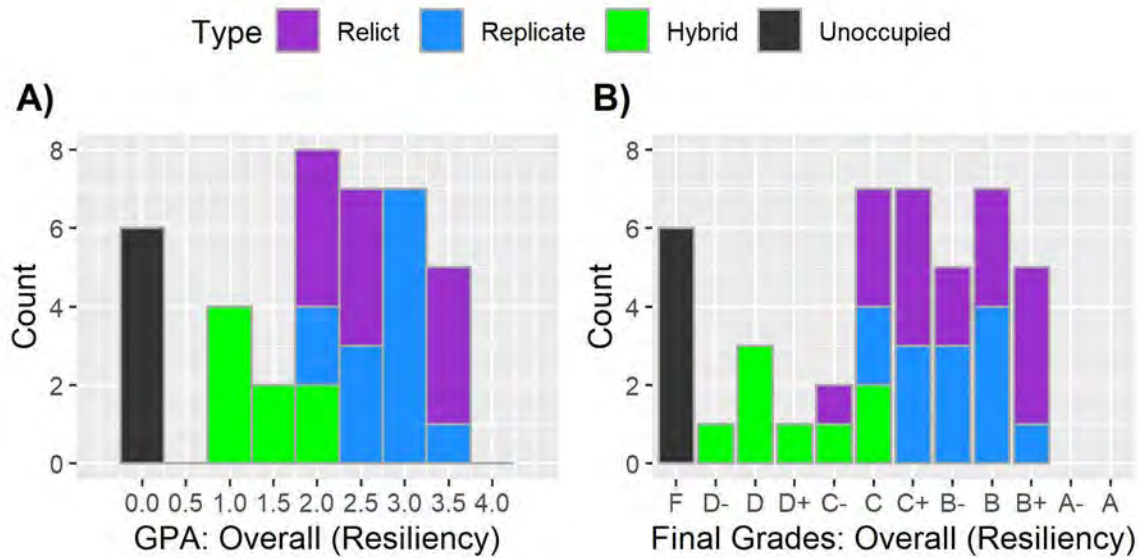 Type Relict Replicate Hybrid Unoccupied
A)
Count
8
6
4
2
0
0.0 0.5 1.0 1.5 2.0 2.5 3.0 3.5 4.0
GPA: Overall (Resiliency)
B)
Count
8
6
4
2
0
F D- D D+ C- C C+ B- B B+ A- A
Final Grades: Overall (Resiliency)